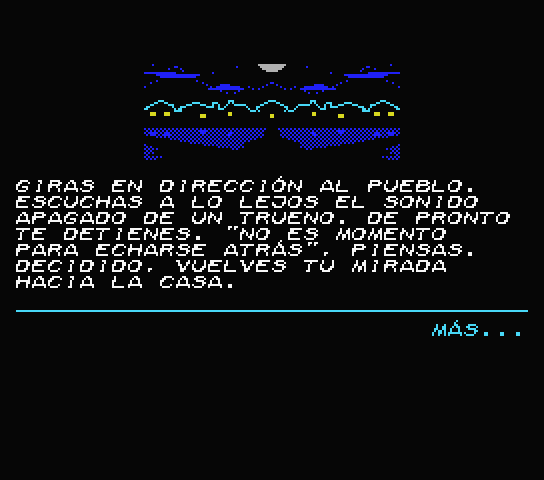 GIRAS EN DIRECCIÓN AL PUEBLO.
ESCUCHAS A LO LEJOS EL SONIDO
APAGADO DE UN TRUENO. DE PRONTO
TE DETIENES. "NO ES MOMENTO
PARA ECHARSE ATRÁS", PIENSAS.
DECIDIDO, VUELVES TU MIRADA
HACIA LA CASA.
MÁS...